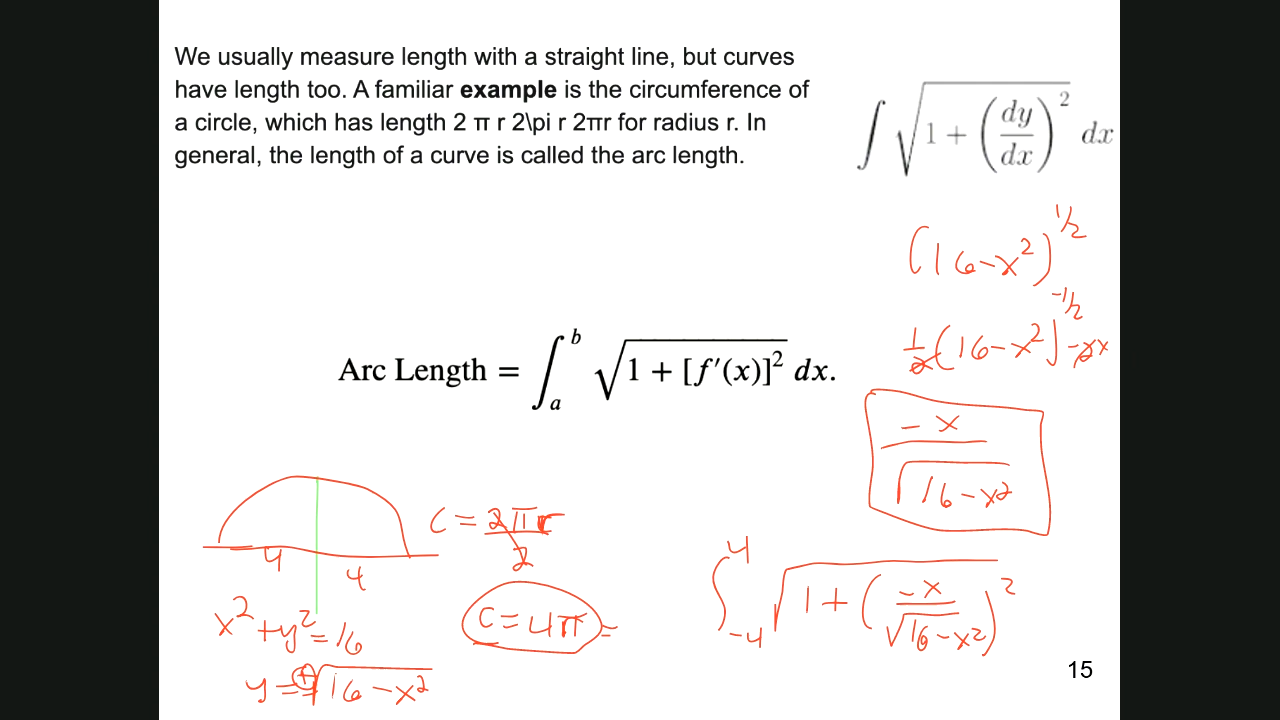 We usually measure length with a straight line, but curves
have length too. A familiar example is the circumference of
a circle, which has length 2 π r 2\pi r 2πr for radius r. In
general, the length of a curve is called the arc length.
∫ √(1 + (dy/dx)²) dx
(16-x²)^1/2
1/2(16-x²)^-1/2 -2x
Arc Length = ∫_a^b √(1 + [f′(x)]²) dx.
-x/√(16-x²)
C = 2πr/2
4 4
C = 4π =
∫_-4^4 √(1 + (-x/√(16-x²))²)
x² + y² = 16
y = ±√(16-x²)
15